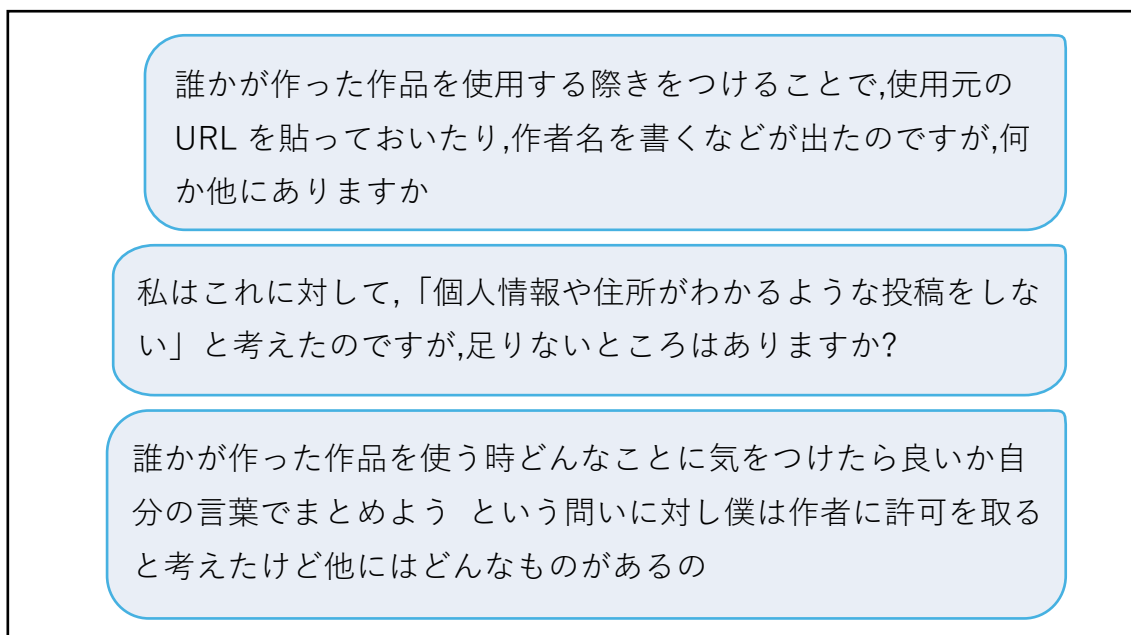 誰かが作った作品を使用する際きをつけることで,使用元の
URL を貼っておいたり,作者名を書くなどが出たのですが,何
か他にありますか
私はこれに対して,「個人情報や住所がわかるような投稿をしな
い」と考えたのですが,足りないところはありますか?
誰かが作った作品を使う時どんなことに気をつけたら良いか自
分の言葉でまとめよう という問いに対し僕は作者に許可を取る
と考えたけど他にはどんなものがあるの